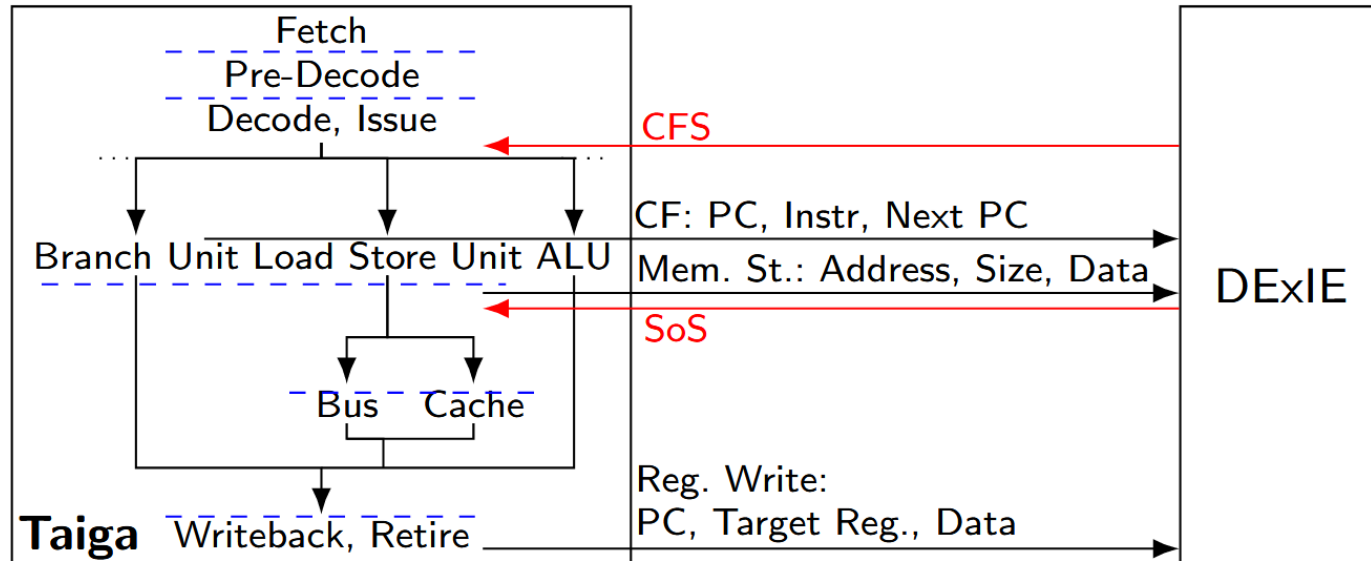 Fetch
Pre-Decode
Decode, Issue
CFS
CF: PC, Instr, Next PC
Branch Unit Load Store Unit ALU
Mem. St.: Address, Size, Data
DExIE
SoS
Bus Cache
Reg. Write:
PC, Target Reg., Data
Taiga
Writeback, Retire